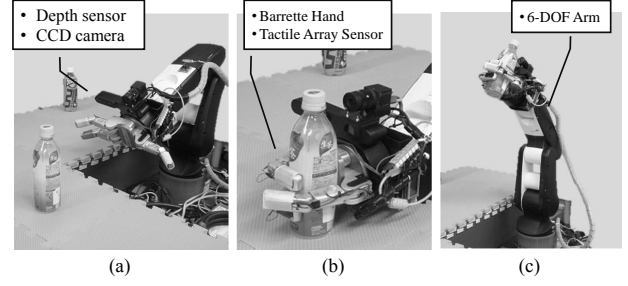 • Depth sensor
• CCD camera
• Barrette Hand
• Tactile Array Sensor
• 6-DOF Arm
(a)
(b)
(c)